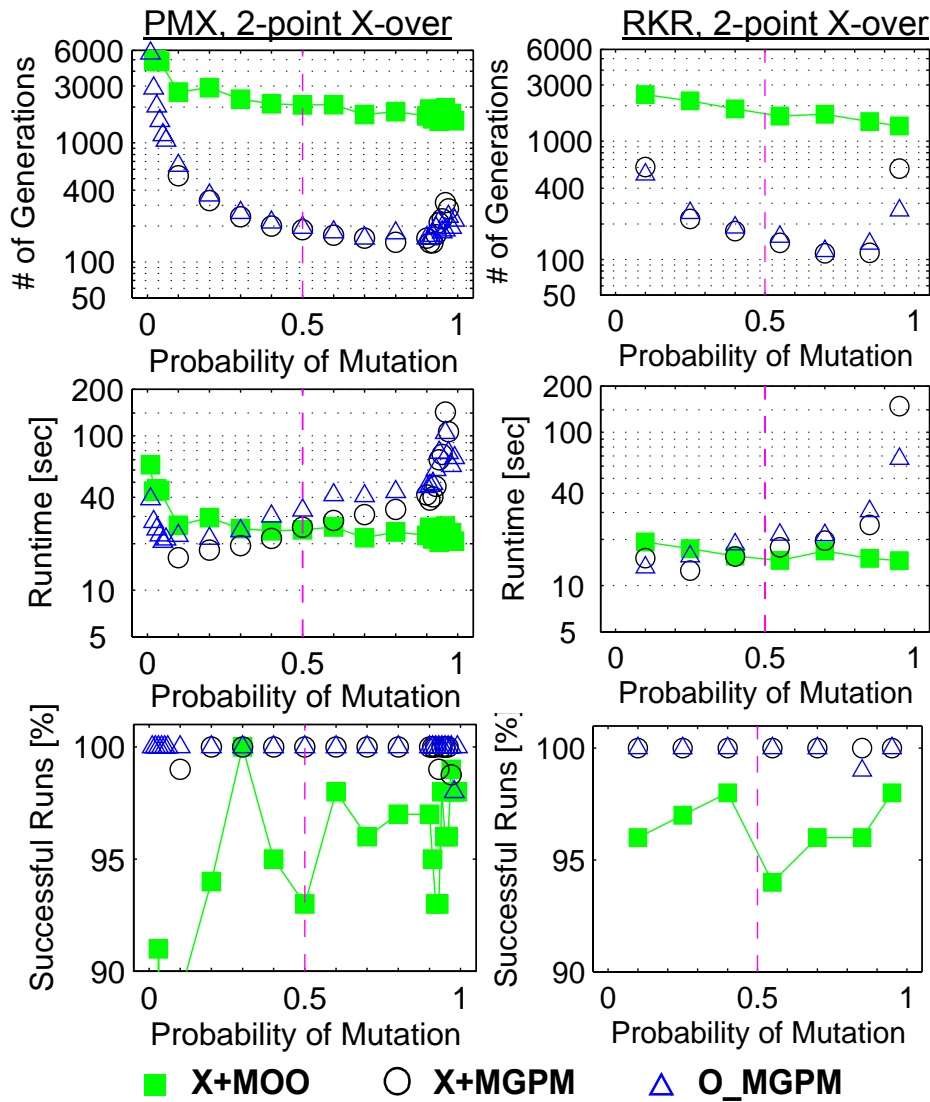 PMX, 2-point X-over
RKR, 2-point X-over
# of Generations
6000
3000
1000
400
100
50
0
0.5
1
Probability of Mutation
# of Generations
6000
3000
1000
400
100
50
0
0.5
1
Probability of Mutation
Runtime [sec]
200
100
40
10
5
0
0.5
1
Probability of Mutation
Runtime [sec]
200
100
40
10
5
0
0.5
1
Probability of Mutation
Successful Runs [%]
100
95
90
0
0.5
1
Probability of Mutation
Successful Runs [%]
100
95
90
0
0.5
1
Probability of Mutation
X+MOO
X+MGPM
O_MGPM